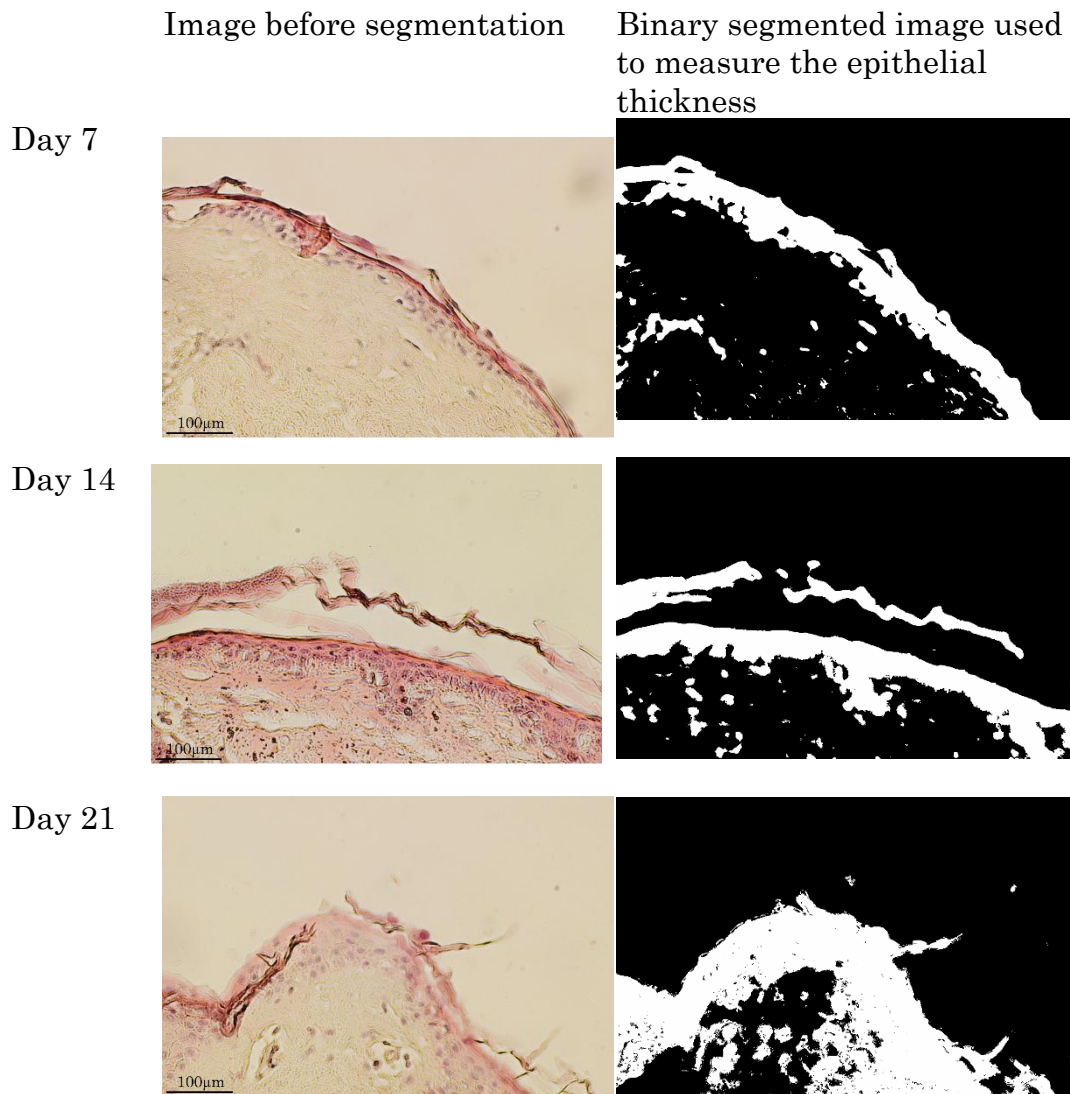 Image before segmentation
Binary segmented image used
to measure the epithelial
thickness
Day 7
100µm
Day 14
100µm
Day 21
100µm